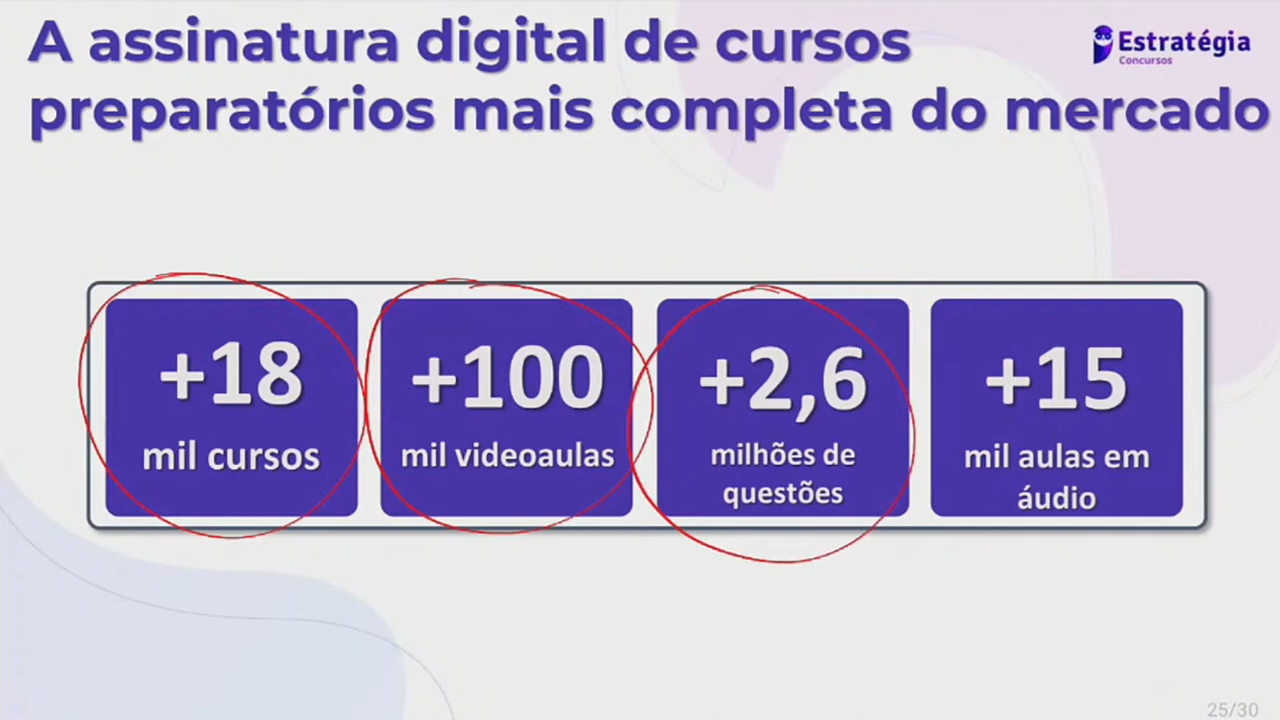 A assinatura digital de cursos
preparatórios mais completa do mercado
Estratégia
Concursos
+18
mil cursos
+100
mil videoaulas
+2,6
milhões de
questões
+15
mil aulas em
áudio
25/30